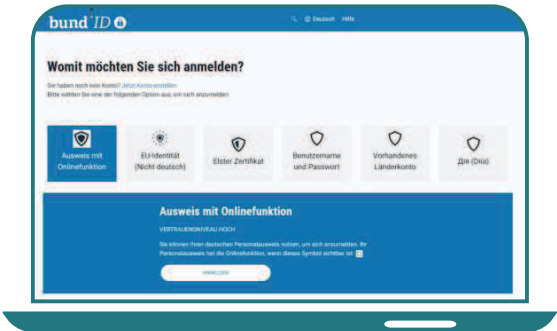 bund ID
Deutsch Hilfe
Womit möchten Sie sich anmelden?
Sie haben noch kein Konto? Jetzt Konto erstellen
Bitte wählen Sie eine der folgenden Option aus, um sich anzumelden.
Ausweis mit Onlinefunktion
EU-Identität (Nicht deutsch)
Elster Zertifikat
Benutzername und Passwort
Vorhandenes Länderkonto
Дія (Diia)
Ausweis mit Onlinefunktion
VERTRAUENSNIVEAU HOCH
Sie können Ihren deutschen Personalausweis nutzen, um sich anzumelden. Ihr
Personalausweis hat die Onlinefunktion, wenn dieses Symbol sichtbar ist:
ANMELDEN